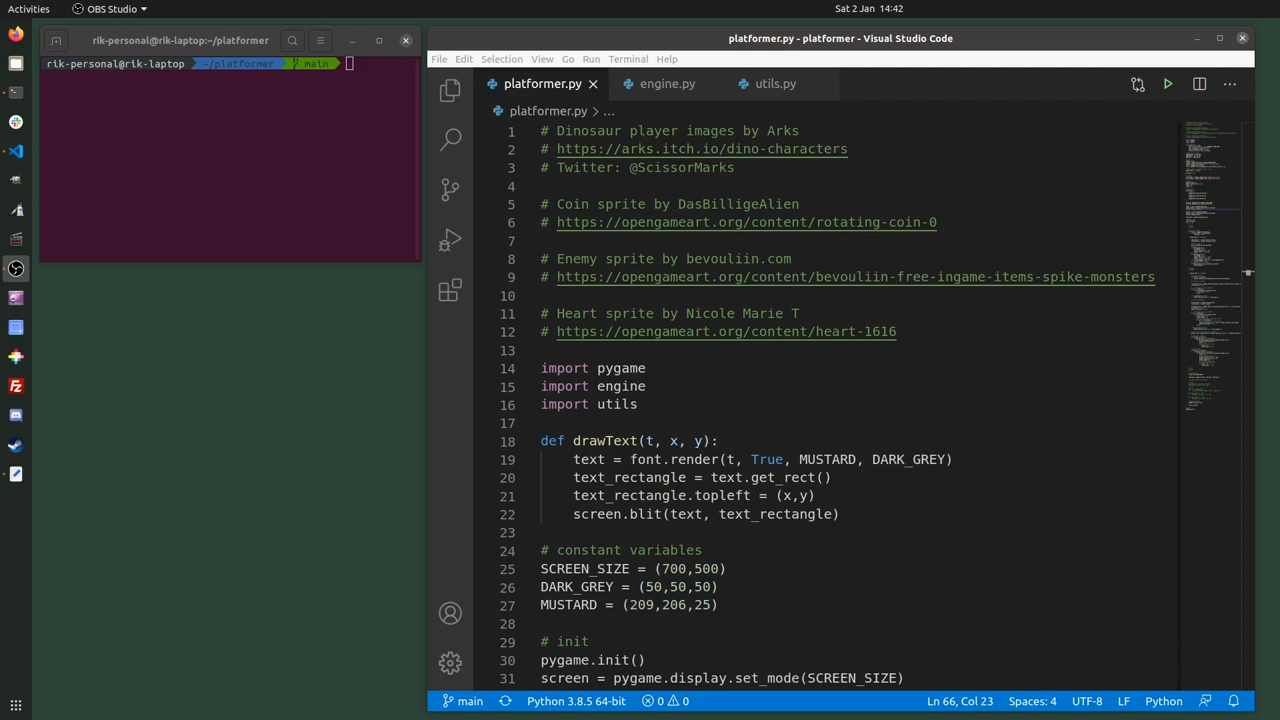 Activities
OBS Studio
Sat 2 Jan  14:42
rik-personal@rik-laptop:~/platformer
rik-personal@rik-laptop ~/platformer main
platformer.py - platformer - Visual Studio Code
File Edit Selection View Go Run Terminal Help
platformer.py engine.py utils.py
platformer.py > ...
1 # Dinosaur player images by Arks
2 # https://arks.itch.io/dino-characters
3 # Twitter: @ScissorMarks
4
5 # Coin sprite by DasBilligeAlien
6 # https://opengameart.org/content/rotating-coin-0
7
8 # Enemy sprite by bevouliin.com
9 # https://opengameart.org/content/bevouliin-free-ingame-items-spike-monsters
10
11 # Heart sprite by Nicole Marie T
12 # https://opengameart.org/content/heart-1616
13
14 import pygame
15 import engine
16 import utils
17
18 def drawText(t, x, y):
19     text = font.render(t, True, MUSTARD, DARK_GREY)
20     text_rectangle = text.get_rect()
21     text_rectangle.topleft = (x,y)
22     screen.blit(text, text_rectangle)
23
24 # constant variables
25 SCREEN_SIZE = (700,500)
26 DARK_GREY = (50,50,50)
27 MUSTARD = (209,206,25)
28
29 # init
30 pygame.init()
31 screen = pygame.display.set_mode(SCREEN_SIZE)
main Python 3.8.5 64-bit 0 0 Ln 66, Col 23 Spaces: 4 UTF-8 LF Python